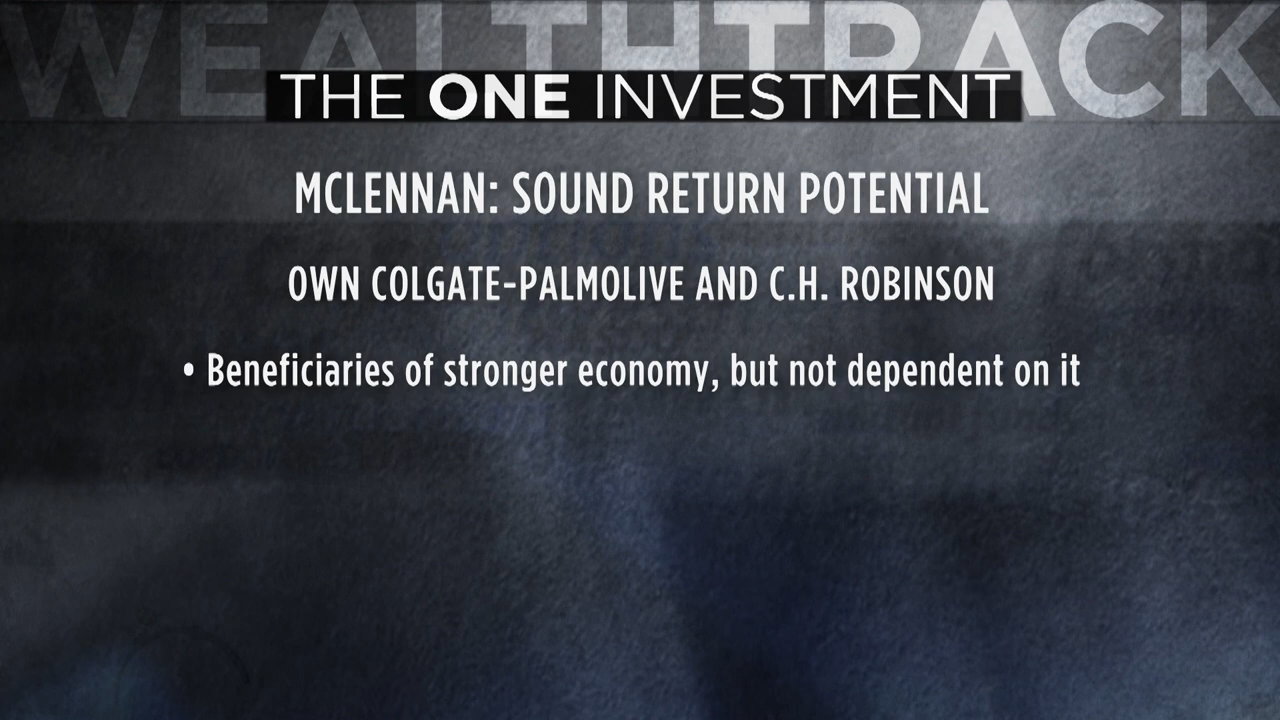 WEALTHTRACK
THE ONE INVESTMENT
MCLENNAN: SOUND RETURN POTENTIAL
OWN COLGATE-PALMOLIVE AND C.H. ROBINSON
• Beneficiaries of stronger economy, but not dependent on it